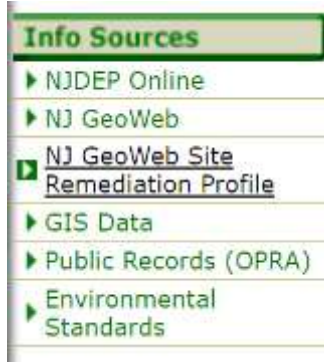 Info Sources
NJDEP Online
NJ GeoWeb
NJ GeoWeb Site
Remediation Profile
GIS Data
Public Records (OPRA)
Environmental
Standards